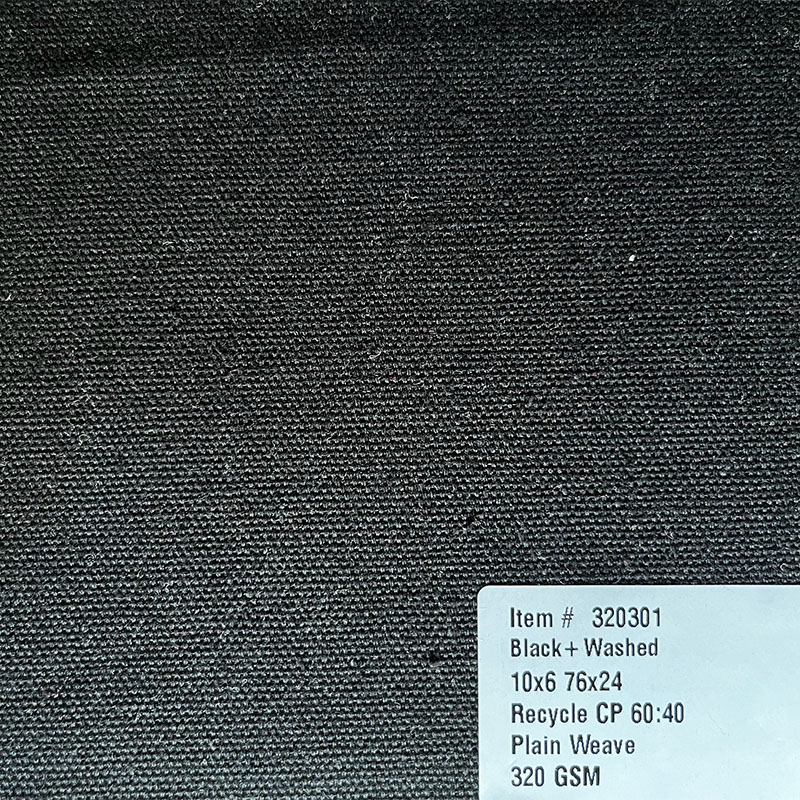 Item # 320301
Black+ Washed
10x6 76x24
Recycle CP 60:40
Plain Weave
320 GSM